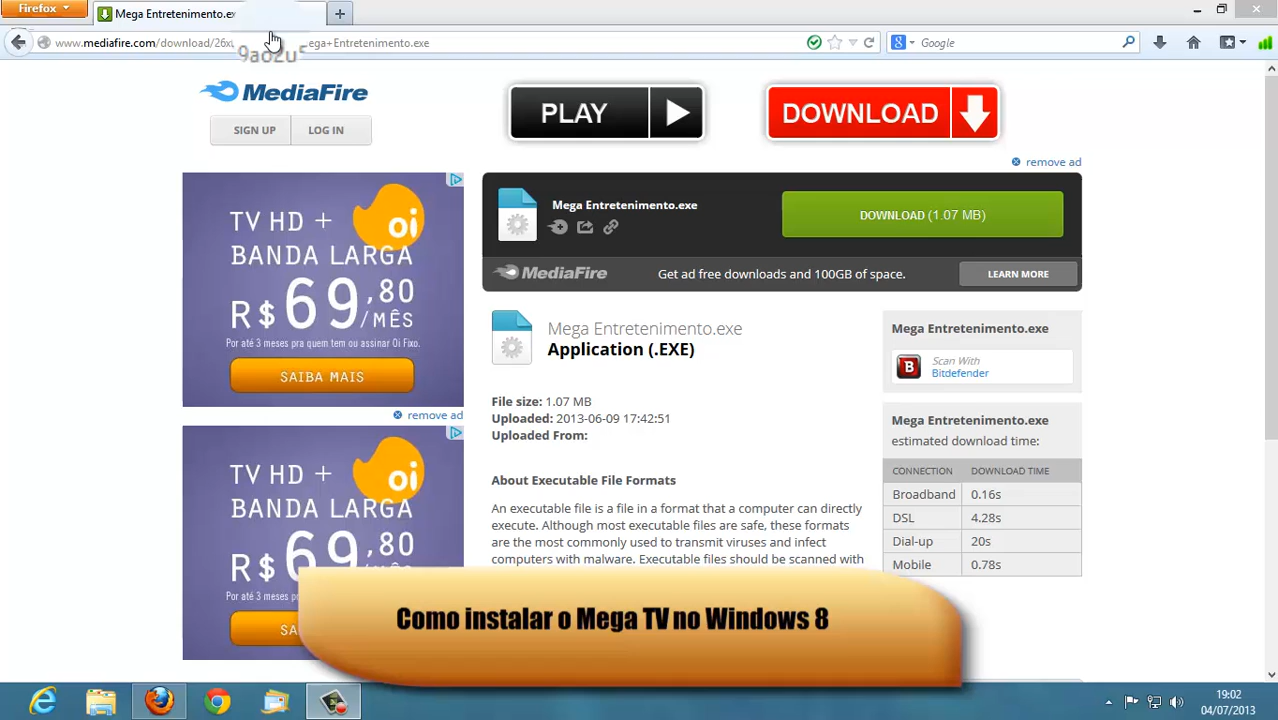 Firefox
Mega Entretenimento.ex
www.mediafire.com/download/26x
ega+Entretenimento.exe
Google
MediaFire
SIGN UP
LOG IN
PLAY
DOWNLOAD
remove ad
TV HD +
BANDA LARGA
R$ 69,80
/MÊS
Por até 3 meses pra quem tem ou assinar Oi Fixo.
SAIBA MAIS
oi
remove ad
Mega Entretenimento.exe
DOWNLOAD (1.07 MB)
MediaFire
Get ad free downloads and 100GB of space.
LEARN MORE
Mega Entretenimento.exe
Application (.EXE)
File size: 1.07 MB
Uploaded: 2013-06-09 17:42:51
Uploaded From:
About Executable File Formats
An executable file is a file in a format that a computer can directly
execute. Although most executable files are safe, these formats
are the most commonly used to transmit viruses and infect
computers with malware. Executable files should be scanned with
Mega Entretenimento.exe
Scan With
Bitdefender
Mega Entretenimento.exe
estimated download time:
CONNECTION DOWNLOAD TIME
Broadband 0.16s
DSL 4.28s
Dial-up 20s
Mobile 0.78s
TV HD +
BANDA LARGA
R$ 69,80
/MÊS
Por até 3
SA
oi
Como instalar o Mega TV no Windows 8
19:02
04/07/2013